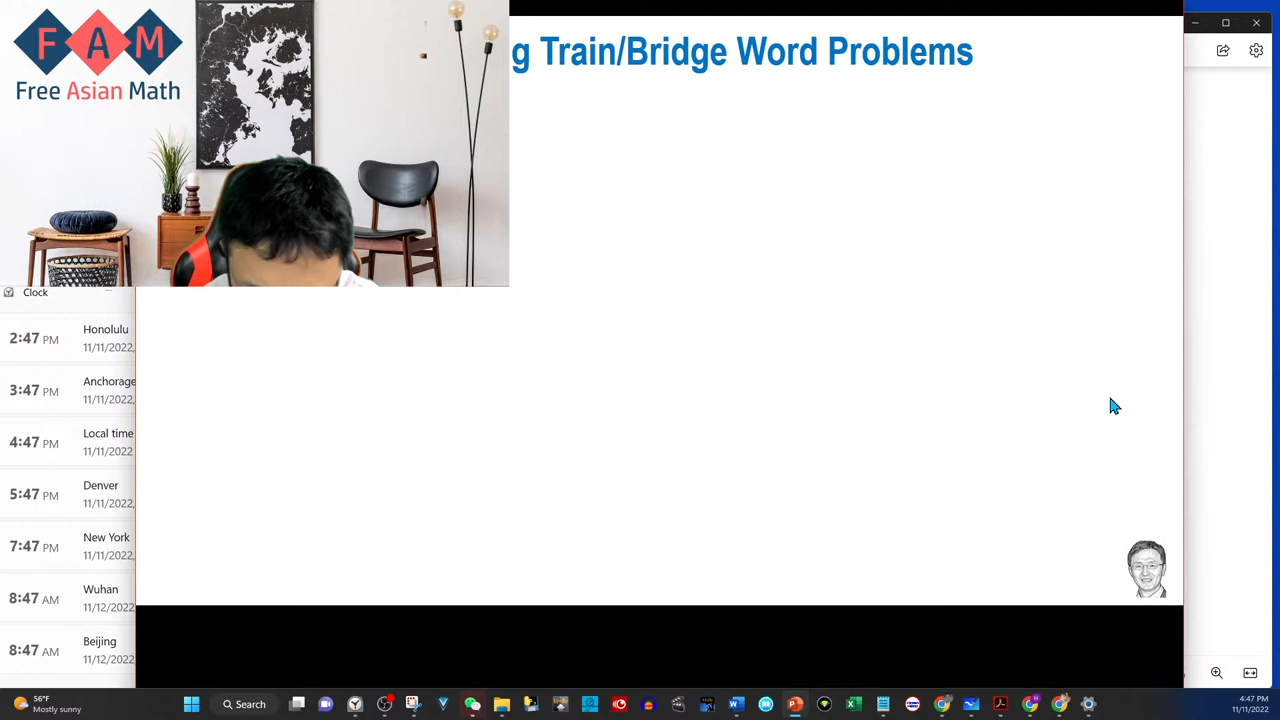 F A M
Free Asian Math
g Train/Bridge Word Problems
Clock
2:47 PM
Honolulu
11/11/2022,
3:47 PM
Anchorage
11/11/2022,
4:47 PM
Local time
11/11/2022
5:47 PM
Denver
11/11/2022,
7:47 PM
New York
11/11/2022,
8:47 AM
Wuhan
11/12/2022
8:47 AM
Beijing
11/12/2022,
56°F
Mostly sunny
Search
4:47 PM
11/11/2022